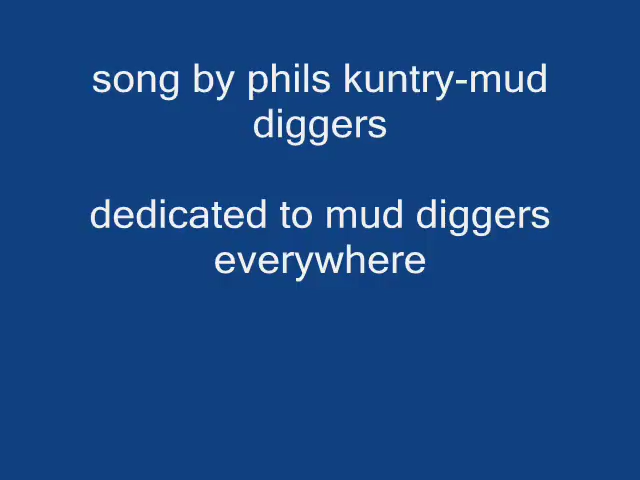 song by phils kuntry-mud
diggers
dedicated to mud diggers
everywhere